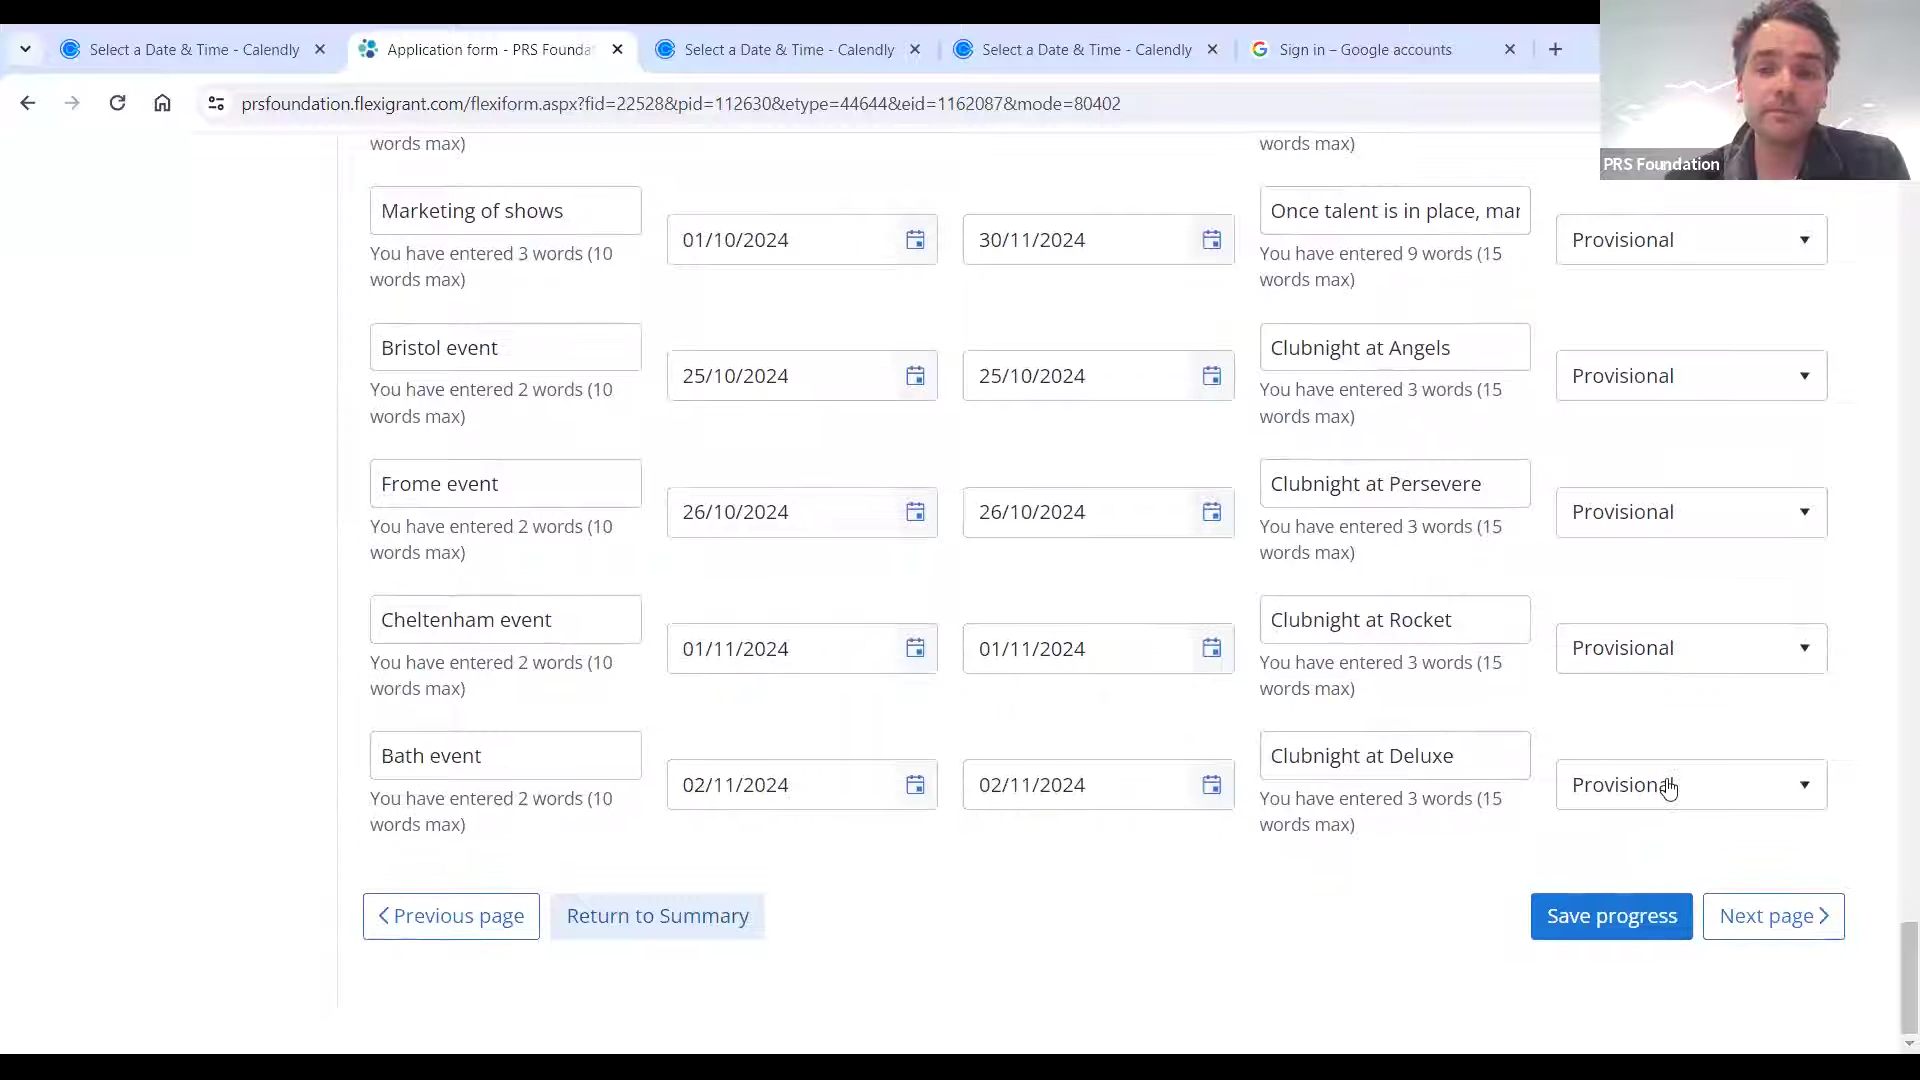 Select a Date & Time - Calendly
Application form - PRS Founda
Select a Date & Time - Calendly
Select a Date & Time - Calendly
Sign in – Google accounts
prsfoundation.flexigrant.com/flexiform.aspx?fid=22528&pid=112630&etype=44644&eid=1162087&mode=80402
PRS Foundation
words max)
words max)
Marketing of shows
01/10/2024
30/11/2024
Once talent is in place, mar
Provisional
You have entered 3 words (10
words max)
You have entered 9 words (15
words max)
Bristol event
25/10/2024
25/10/2024
Clubnight at Angels
Provisional
You have entered 2 words (10
words max)
You have entered 3 words (15
words max)
Frome event
26/10/2024
26/10/2024
Clubnight at Persevere
Provisional
You have entered 2 words (10
words max)
You have entered 3 words (15
words max)
Cheltenham event
01/11/2024
01/11/2024
Clubnight at Rocket
Provisional
You have entered 2 words (10
words max)
You have entered 3 words (15
words max)
Bath event
02/11/2024
02/11/2024
Clubnight at Deluxe
Provisional
You have entered 2 words (10
words max)
You have entered 3 words (15
words max)
Previous page
Return to Summary
Save progress
Next page